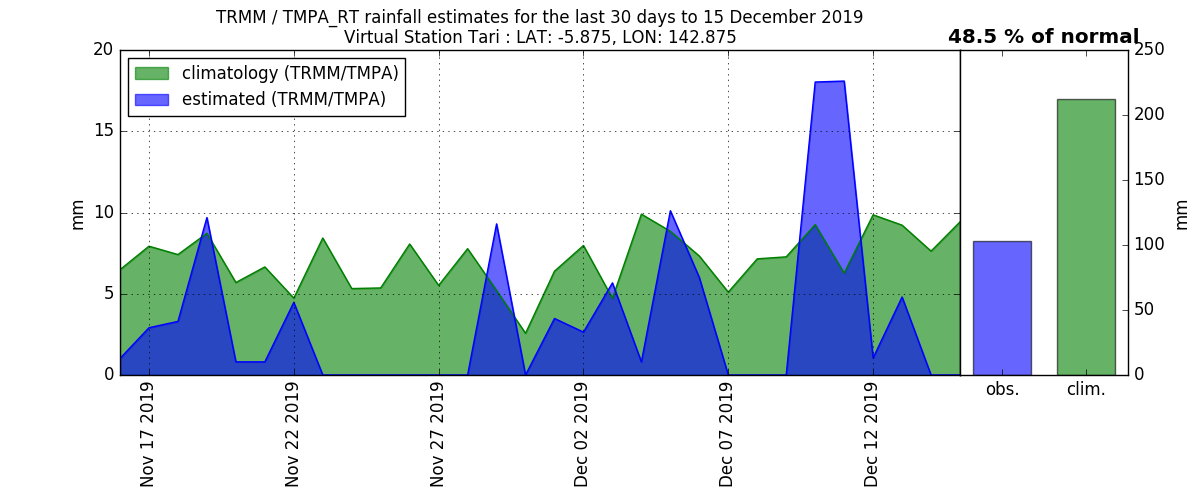 TRMM / TMPA_RT rainfall estimates for the last 30 days to 15 December 2019
Virtual Station Tari : LAT: -5.875, LON: 142.875
48.5 % of normal
climatology (TRMM/TMPA)
estimated (TRMM/TMPA)
20
15
10
5
0
mm
Nov 17 2019
Nov 22 2019
Nov 27 2019
Dec 02 2019
Dec 07 2019
Dec 12 2019
250
200
150
100
50
0
mm
obs.
clim.